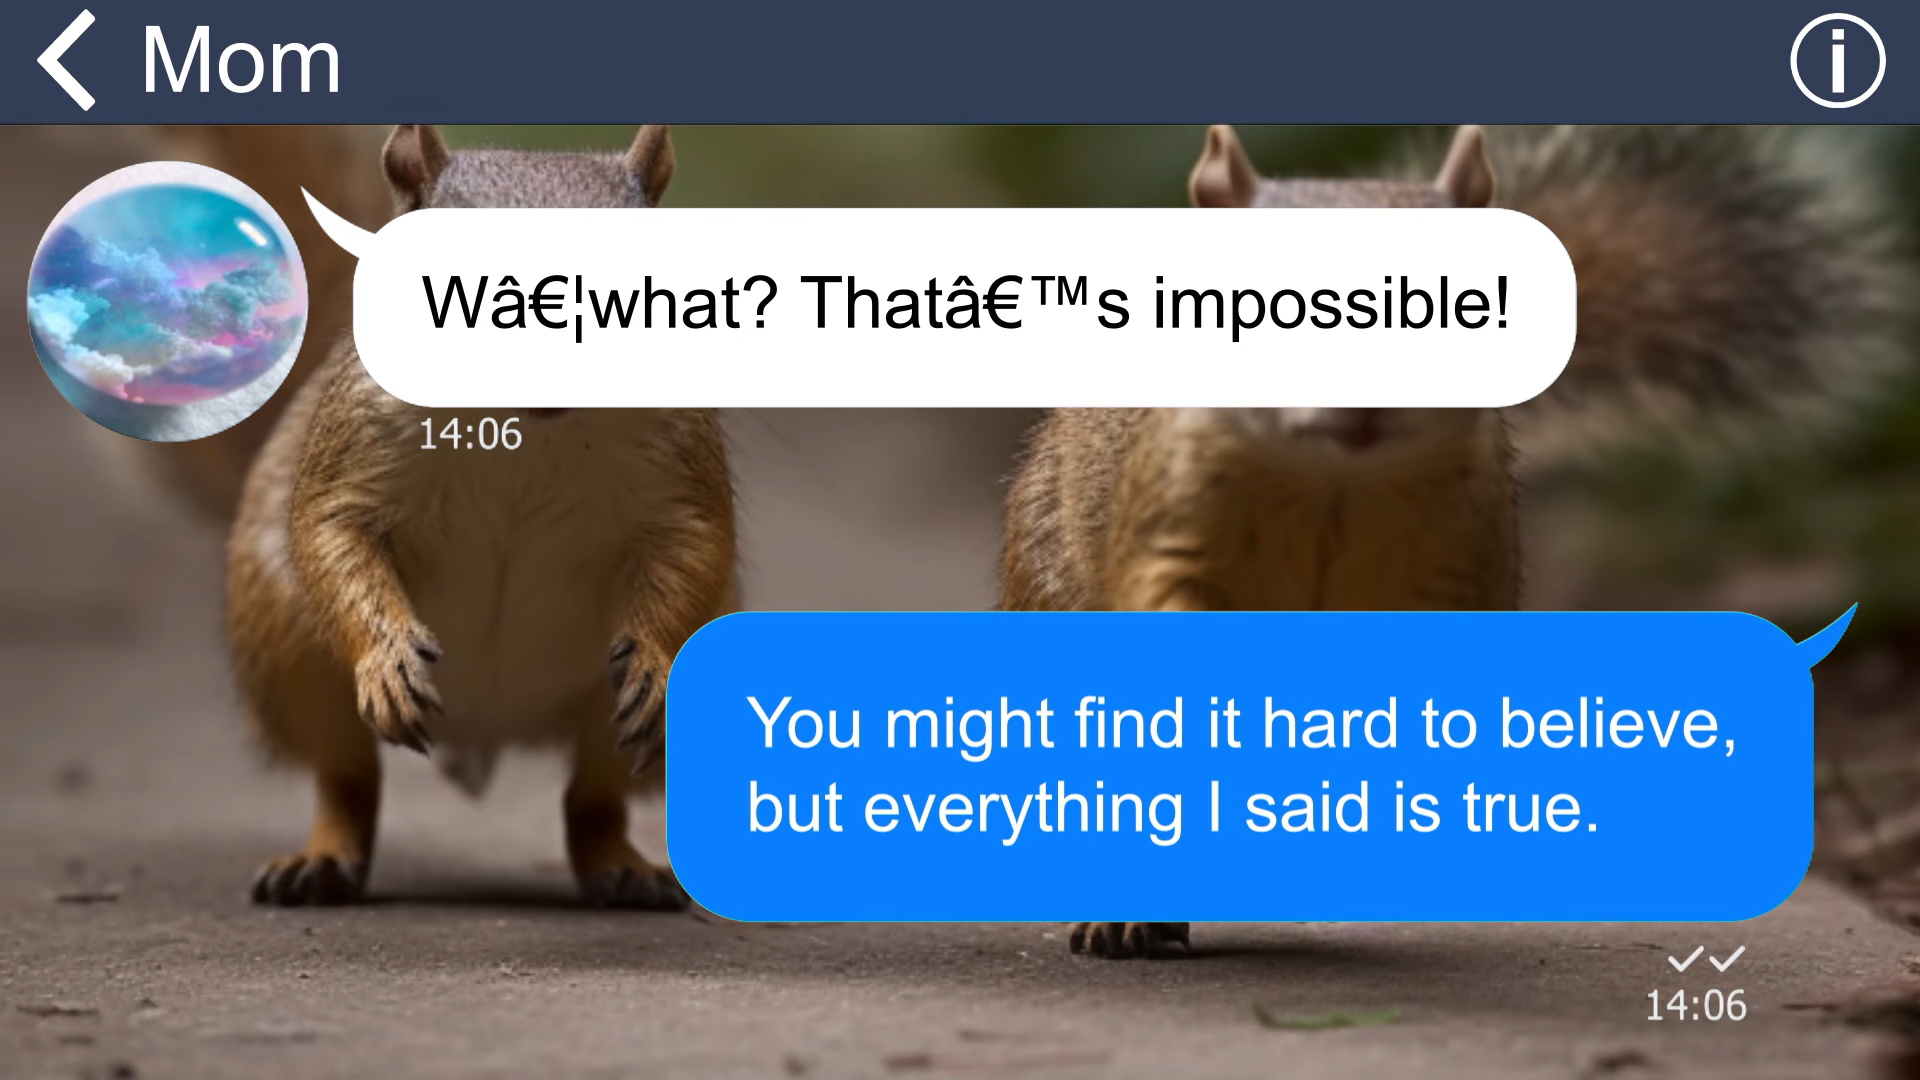 Mom
Wâ€¦what? Thatâ€™s impossible!
14:06
You might find it hard to believe,
but everything I said is true.
14:06